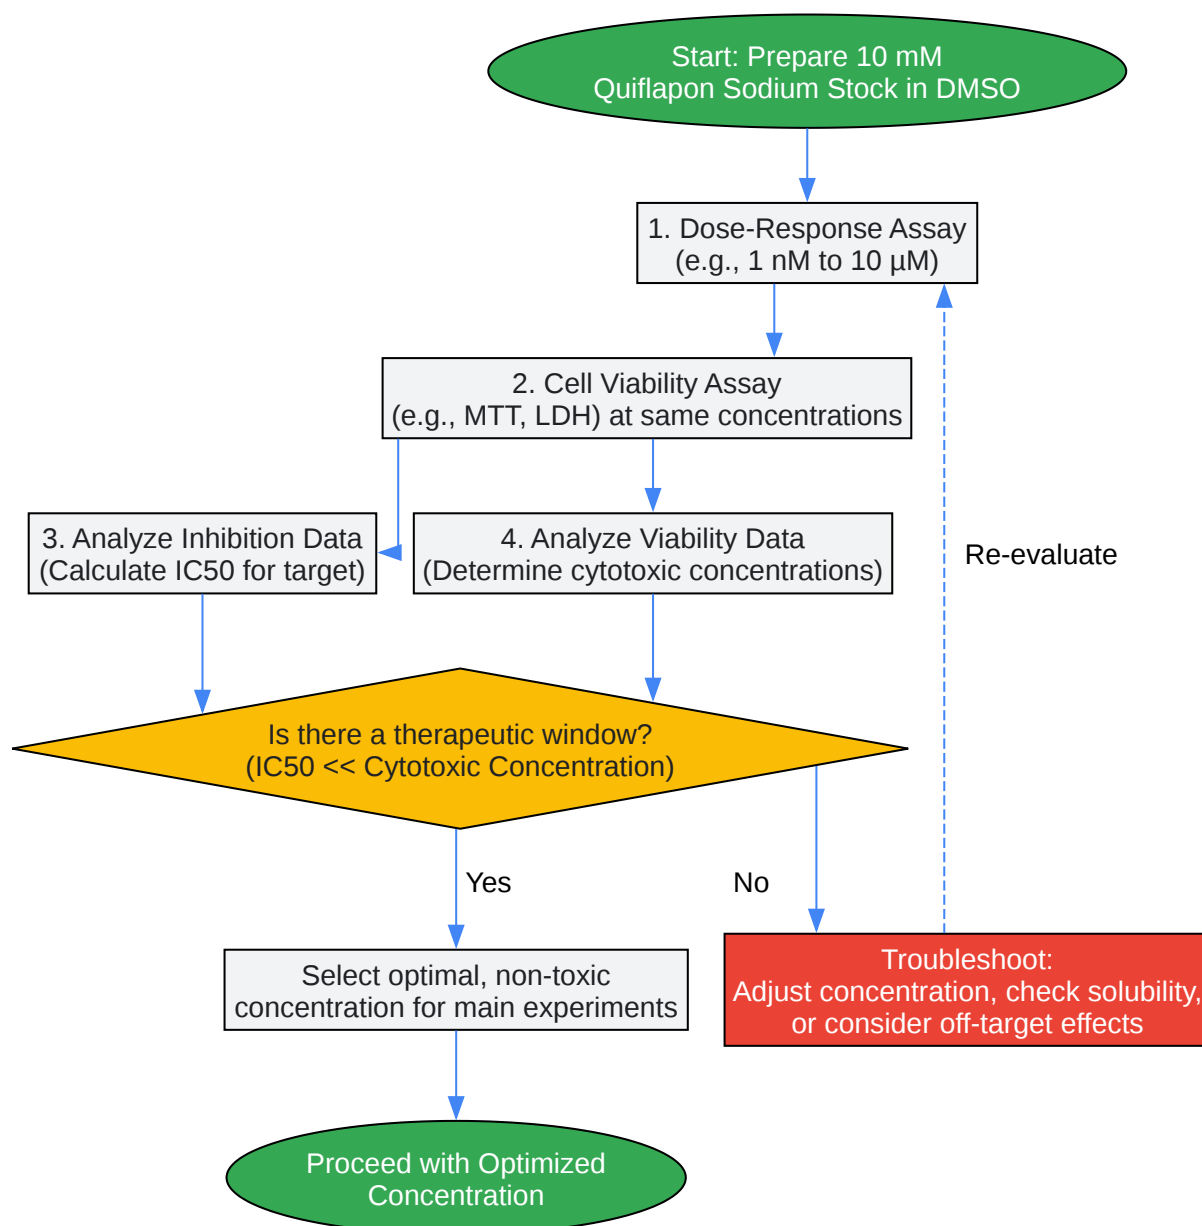 Start: Prepare 10 mM
Quiflapon Sodium Stock in DMSO
1. Dose-Response Assay
(e.g., 1 nM to 10 µM)
2. Cell Viability Assay
(e.g., MTT, LDH) at same concentrations
3. Analyze Inhibition Data
(Calculate IC50 for target)
4. Analyze Viability Data
(Determine cytotoxic concentrations)
Re-evaluate
Is there a therapeutic window?
(IC50 << Cytotoxic Concentration)
Yes
No
Select optimal, non-toxic
concentration for main experiments
Troubleshoot:
Adjust concentration, check solubility,
or consider off-target effects
Proceed with Optimized
Concentration